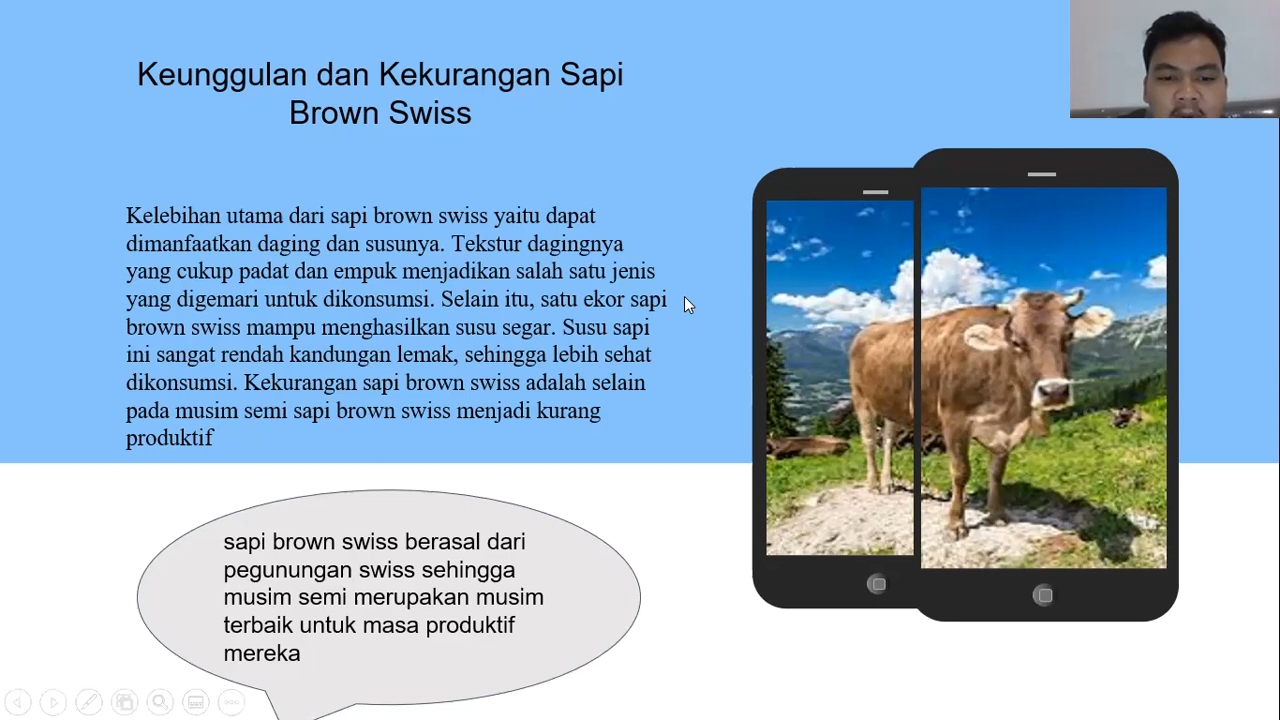 Keunggulan dan Kekurangan Sapi
Brown Swiss
Kelebihan utama dari sapi brown swiss yaitu dapat
dimanfaatkan daging dan susunya. Tekstur dagingnya
yang cukup padat dan empuk menjadikan salah satu jenis
yang digemari untuk dikonsumsi. Selain itu, satu ekor sapi
brown swiss mampu menghasilkan susu segar. Susu sapi
ini sangat rendah kandungan lemak, sehingga lebih sehat
dikonsumsi. Kekurangan sapi brown swiss adalah selain
pada musim semi sapi brown swiss menjadi kurang
produktif
sapi brown swiss berasal dari
pegunungan swiss sehingga
musim semi merupakan musim
terbaik untuk masa produktif
mereka